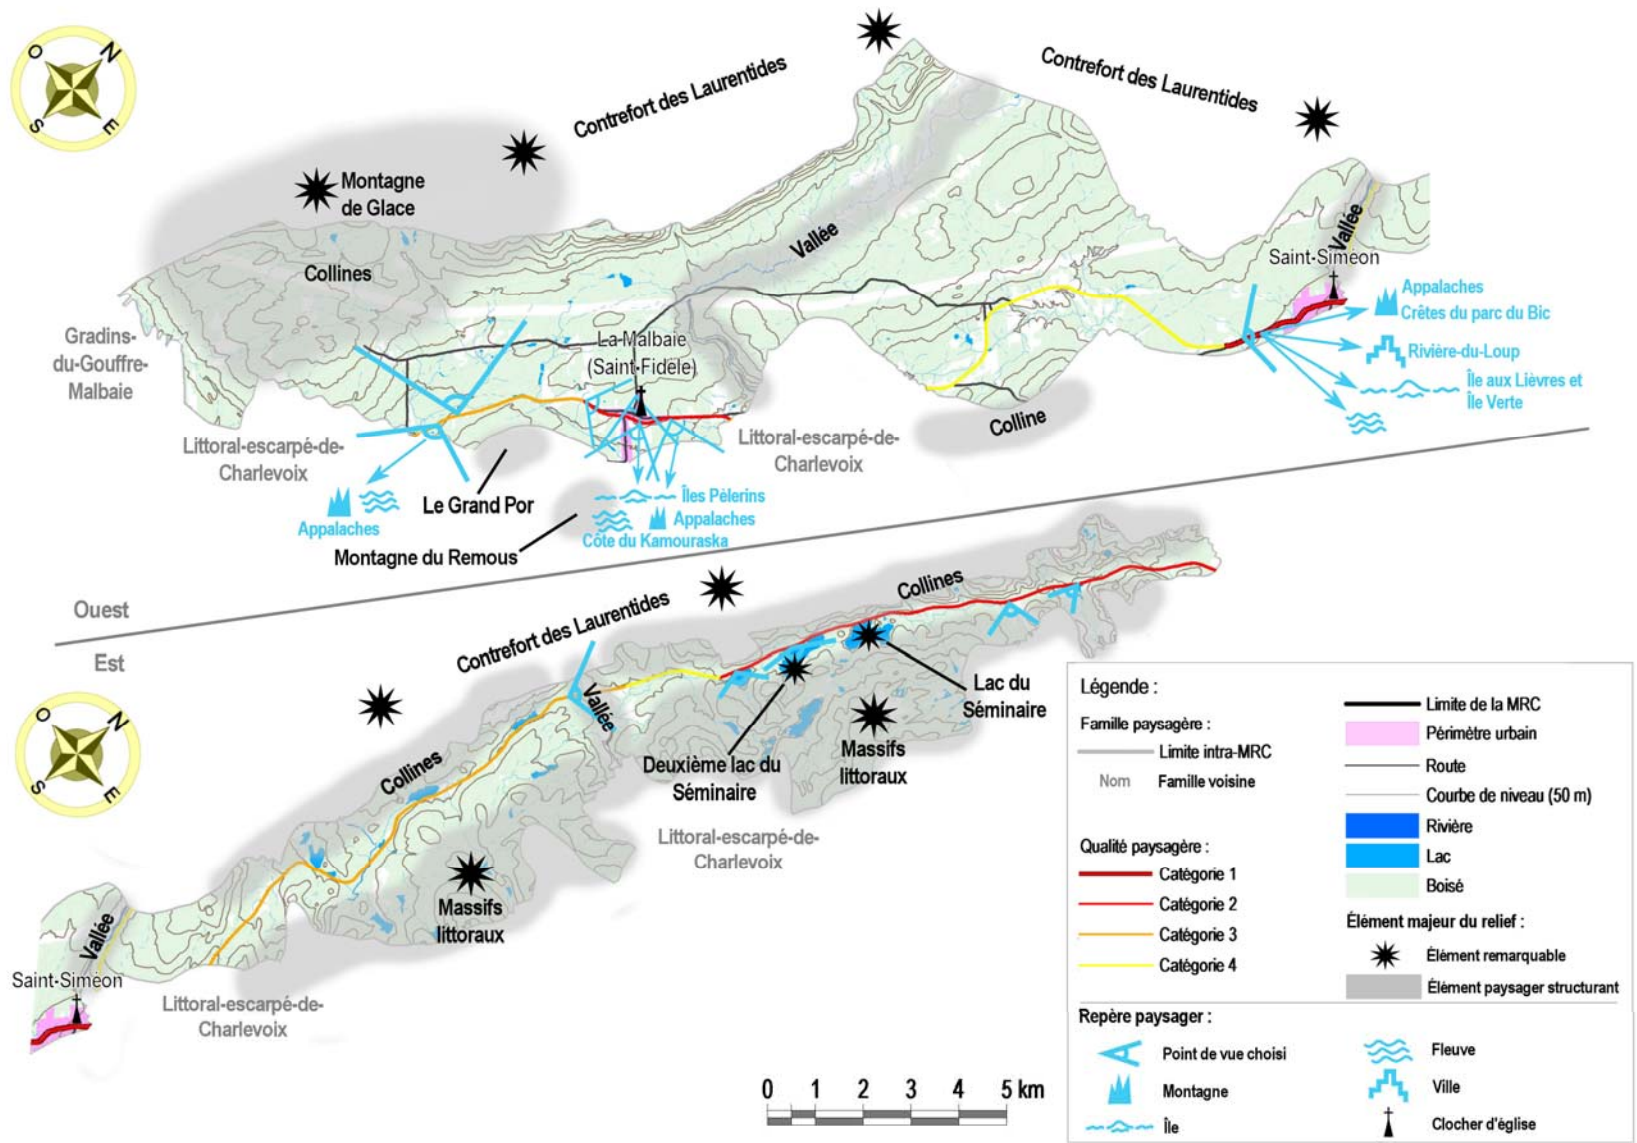 O
N
S
E
Contrefort des Laurentides
Contrefort des Laurentides
Montagne
de Glace
Collines
Vallée
Vallée
Saint-Siméon
Appalaches
Crêtes du parc du Bic
Rivière-du-Loup
Île aux Lièvres et
Île Verte
Gradins-
du-Gouffre-
Malbaie
La Malbaie
(Saint-Fidèle)
Littoral-escarpé-de-
Charlevoix
Littoral-escarpé-de-
Charlevoix
Colline
Appalaches
Le Grand Por
Montagne du Remous
Îles Pèlerins
Appalaches
Côte du Kamouraska
Ouest
Est
O
N
S
E
Contrefort des Laurentides
Collines
Vallée
Collines
Lac du
Séminaire
Deuxième lac du
Séminaire
Massifs
littoraux
Massifs
littoraux
Littoral-escarpé-de-
Charlevoix
Vallée
Saint-Siméon
Littoral-escarpé-de-
Charlevoix
0 1 2 3 4 5 km
Légende :
Famille paysagère :
Limite intra-MRC
Nom Famille voisine
Qualité paysagère :
Catégorie 1
Catégorie 2
Catégorie 3
Catégorie 4
Limite de la MRC
Périmètre urbain
Route
Courbe de niveau (50 m)
Rivière
Lac
Boisé
Élément majeur du relief :
Élément remarquable
Élément paysager structurant
Repère paysager :
Point de vue choisi
Montagne
Île
Fleuve
Ville
Clocher d'église